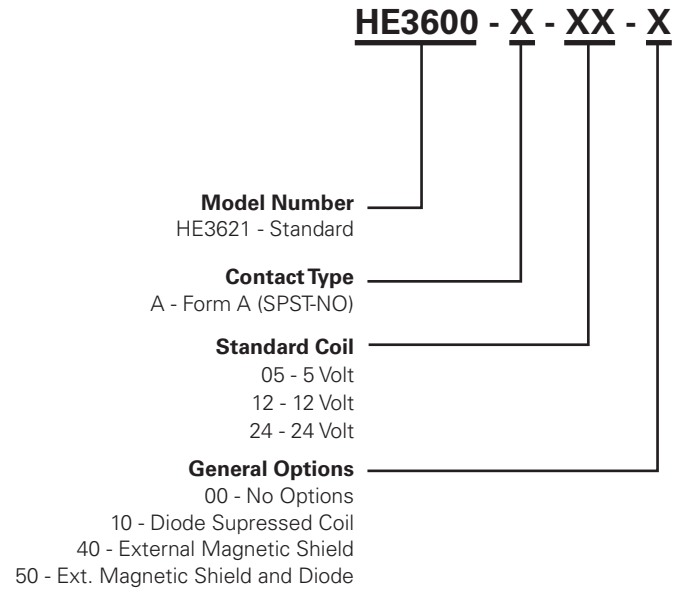 HE3600 - X - XX - X
Model Number
HE3621 - Standard
Contact Type
A - Form A (SPST-NO)
Standard Coil
05 - 5 Volt
12 - 12 Volt
24 - 24 Volt
General Options
00 - No Options
10 - Diode Supressed Coil
40 - External Magnetic Shield
50 - Ext. Magnetic Shield and Diode